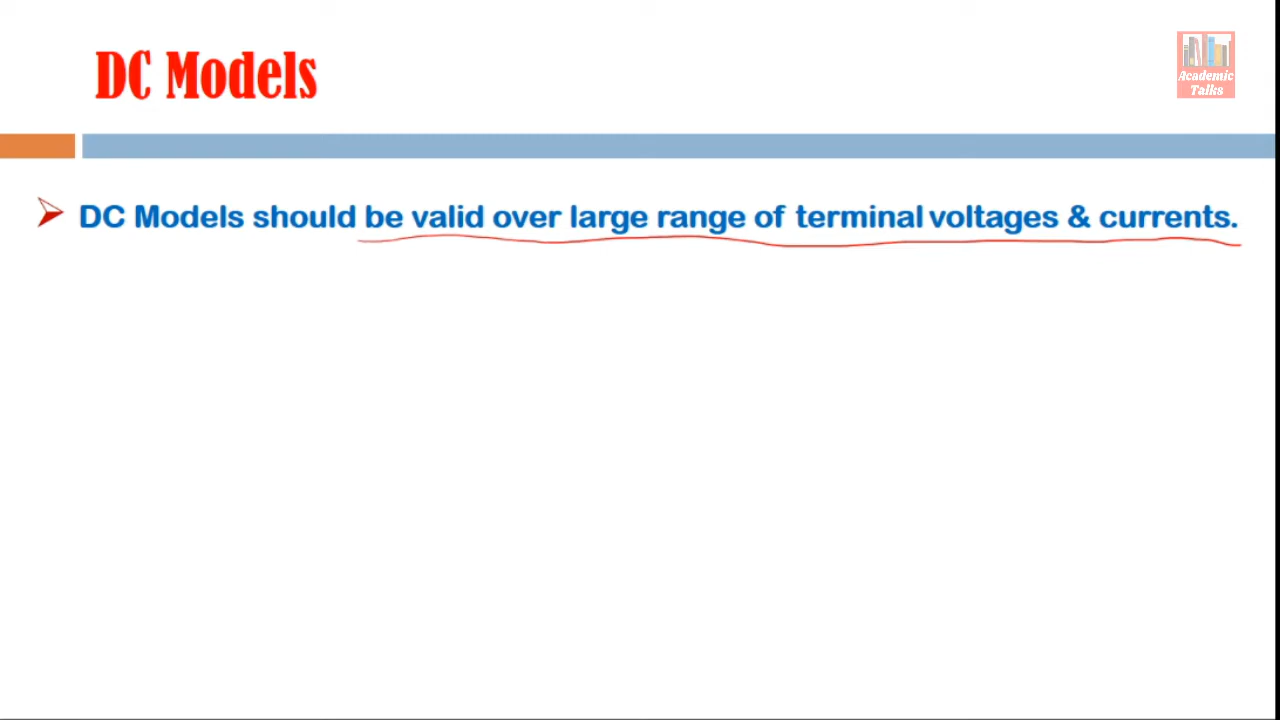 DC Models
Academic
Talks
DC Models should be valid over large range of terminal voltages & currents.